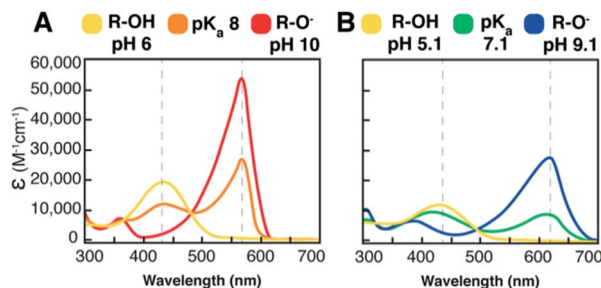 A R-OH pKa 8 R-O-
pH 6 pH 10
60,000
50,000
40,000
30,000
20,000
10,000
0
ε (M-1cm-1)
300 400 500 600 700
Wavelength (nm)
B R-OH pKa R-O-
pH 5.1 7.1 pH 9.1
300 400 500 600 700
Wavelength (nm)